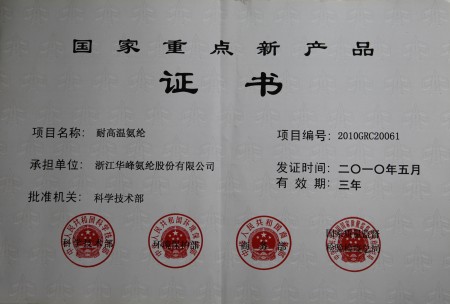 国家重点新产品
证书
项目名称: 耐高温氨纶
项目编号: 2010GRC20061
承担单位: 浙江华峰氨纶股份有限公司
发证时间: 二〇一〇年五月
有效期: 三年
批准机关: 科学技术部